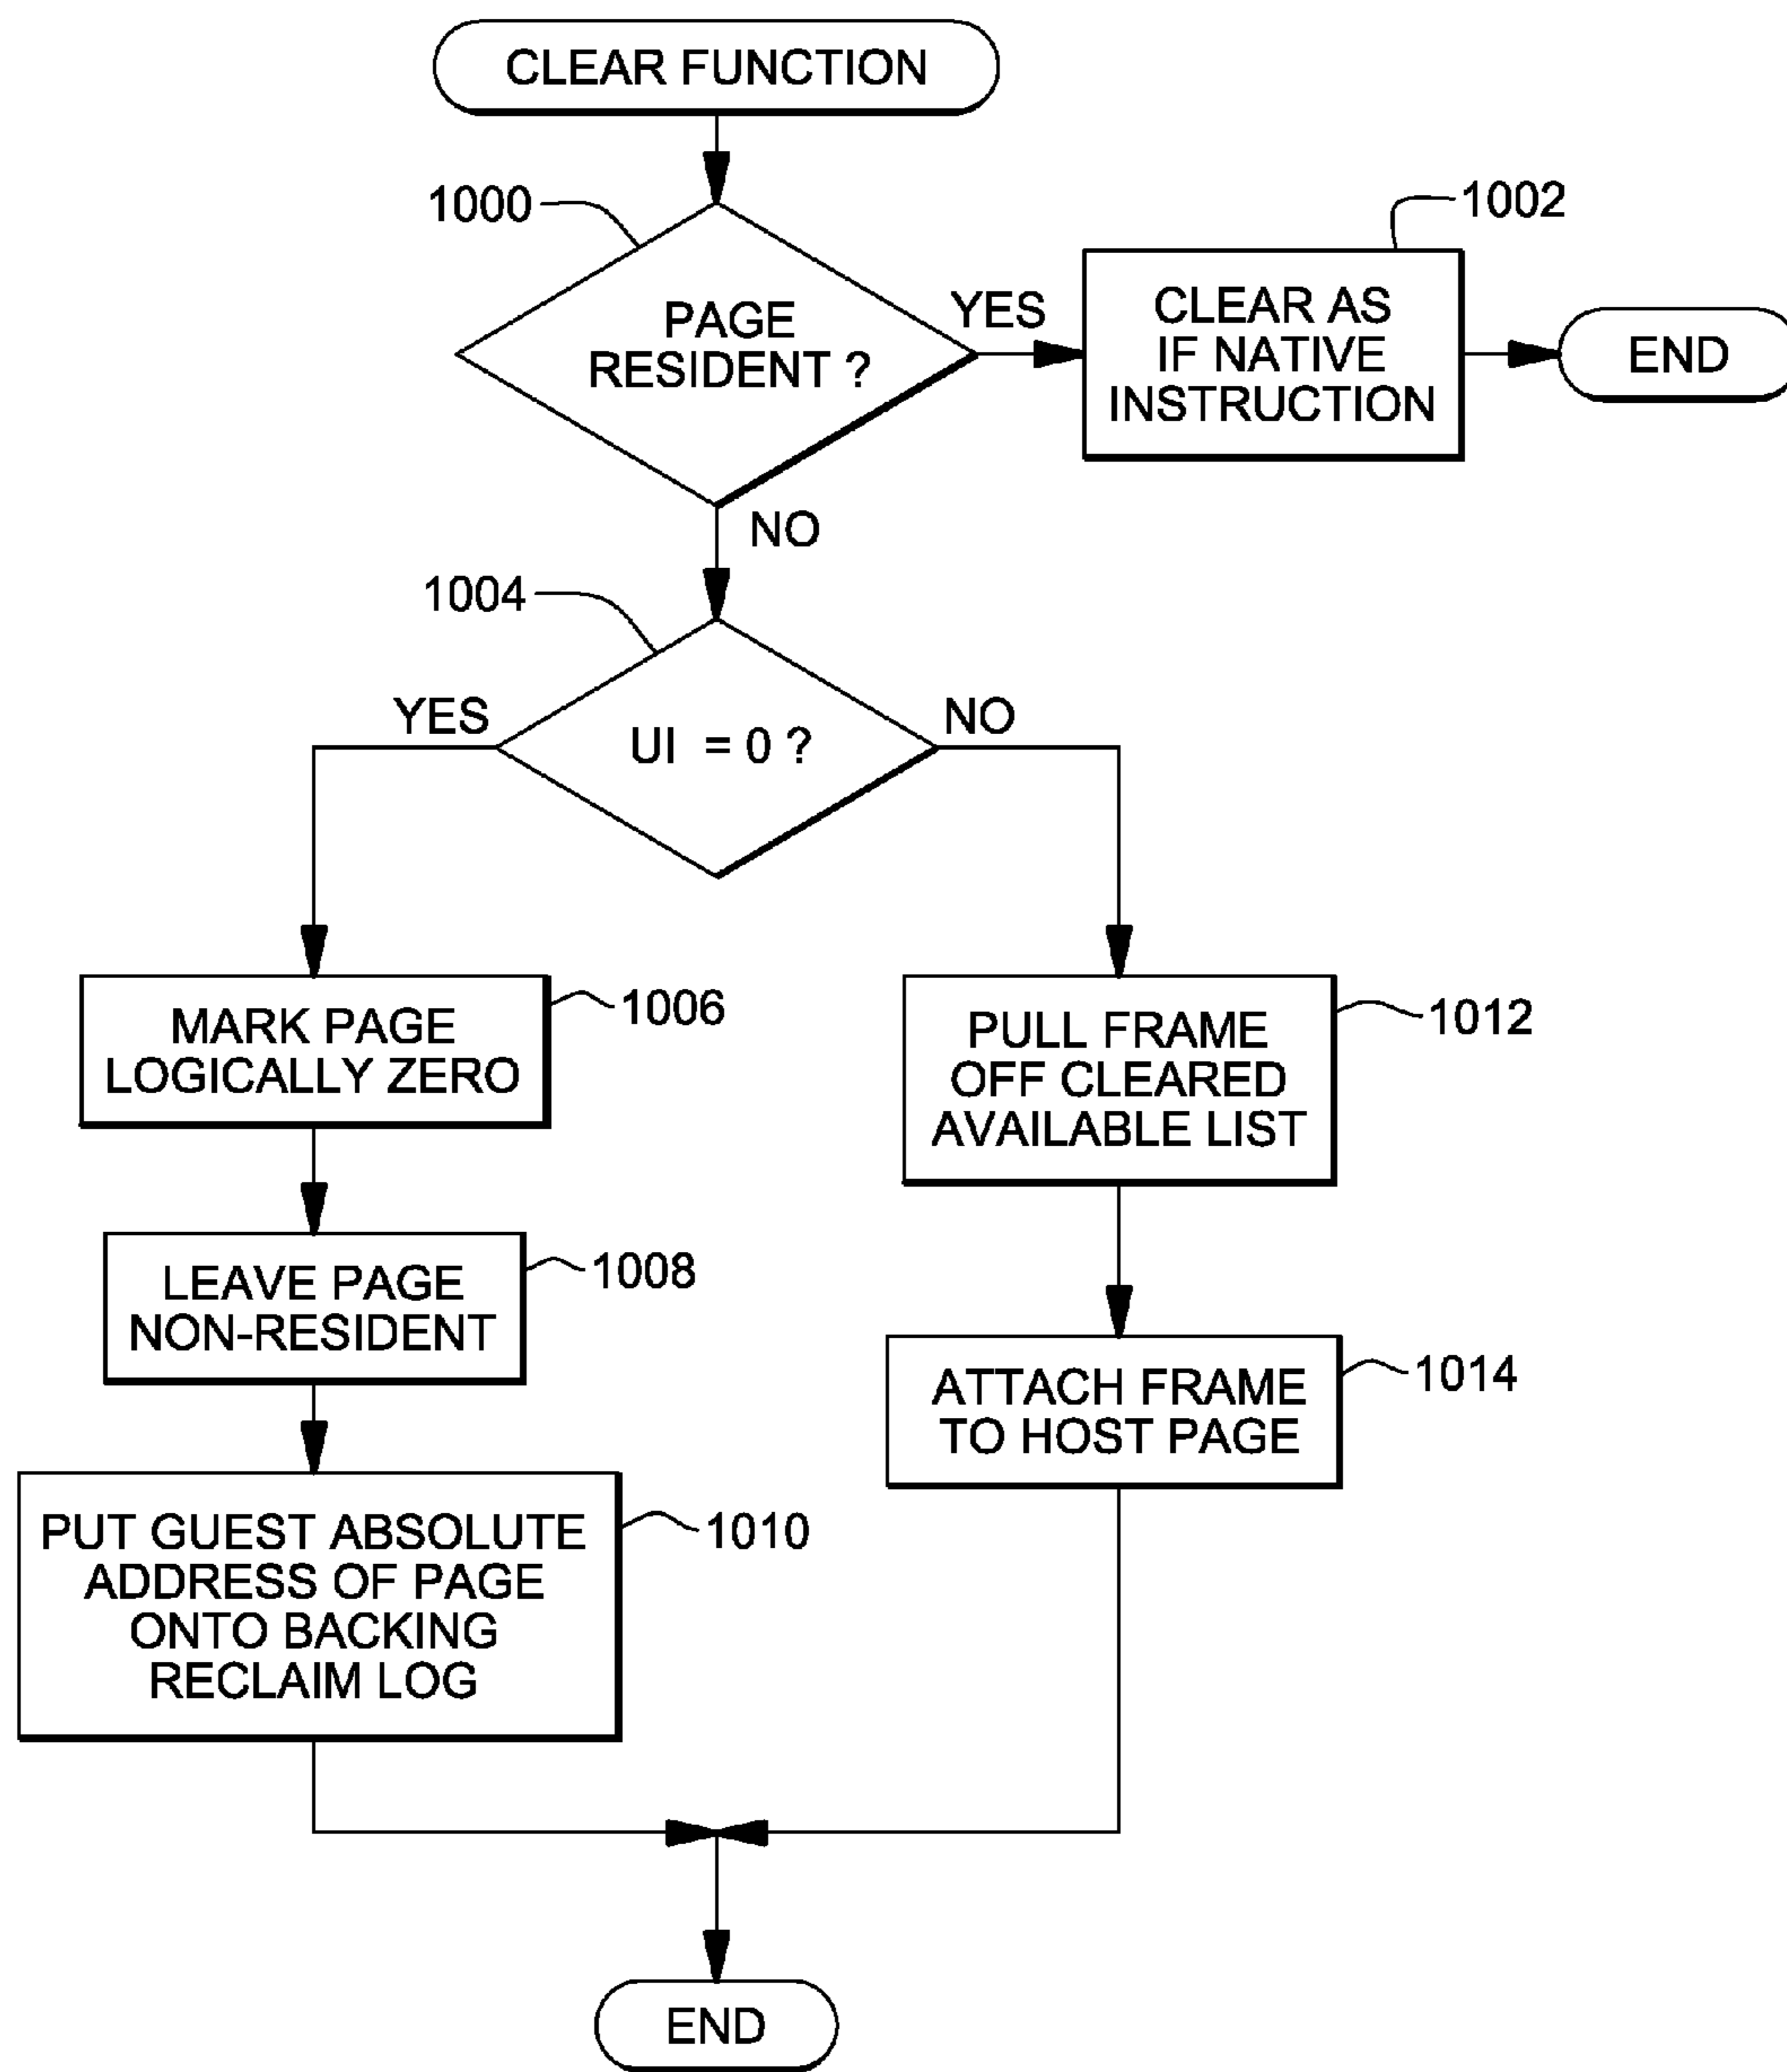 CLEAR FUNCTION
1000
PAGE
RESIDENT ?
YES
1002
CLEAR AS
IF NATIVE
INSTRUCTION
END
NO
1004
UI = 0 ?
YES
NO
1006
MARK PAGE
LOGICALLY ZERO
1008
LEAVE PAGE
NON-RESIDENT
1010
PUT GUEST ABSOLUTE
ADDRESS OF PAGE
ONTO BACKING
RECLAIM LOG
1012
PULL FRAME
OFF CLEARED
AVAILABLE LIST
1014
ATTACH FRAME
TO HOST PAGE
END